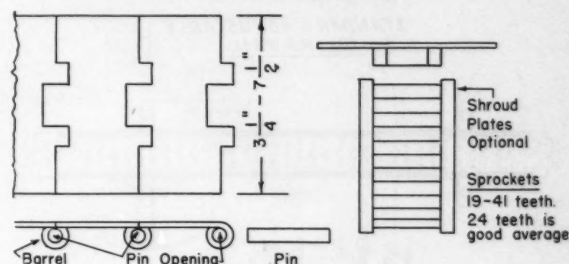 3 1/4" - 7 1/2"
Shroud
Plates
Optional
Sprockets
19-41 teeth.
24 teeth is
good average
Barrel
Pin Opening
Pin